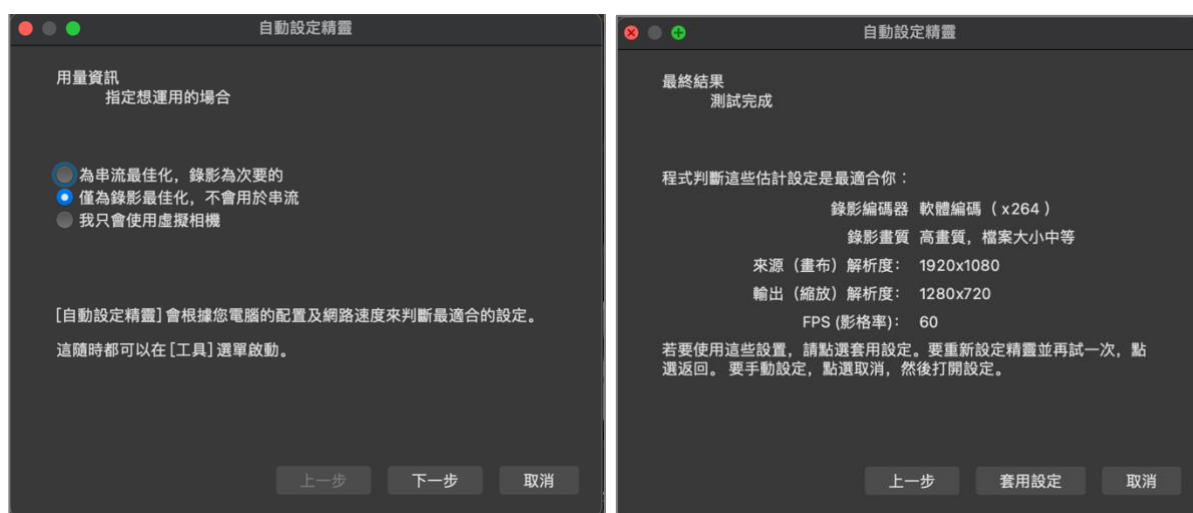 自動設定精靈
用量資訊
指定想運用的場合
為串流最佳化，錄影為次要的
僅為錄影最佳化，不會用於串流
我只會使用虛擬相機
[自動設定精靈]會根據您電腦的配置及網路速度來判斷最適合的設定。
這隨時都可以在[工具]選單啟動。
上一步 下一步 取消
自動設定精靈
最終結果
測試完成
程式判斷這些估計設定是最適合你：
錄影編碼器 軟體編碼（x264）
錄影畫質 高畫質，檔案大小中等
來源（畫布）解析度： 1920x1080
輸出（縮放）解析度： 1280x720
FPS (影格率)： 60
若要使用這些設置，請點選套用設定。要重新設定精靈並再試一次，點
選返回。 要手動設定，點選取消，然後打開設定。
上一步 套用設定 取消